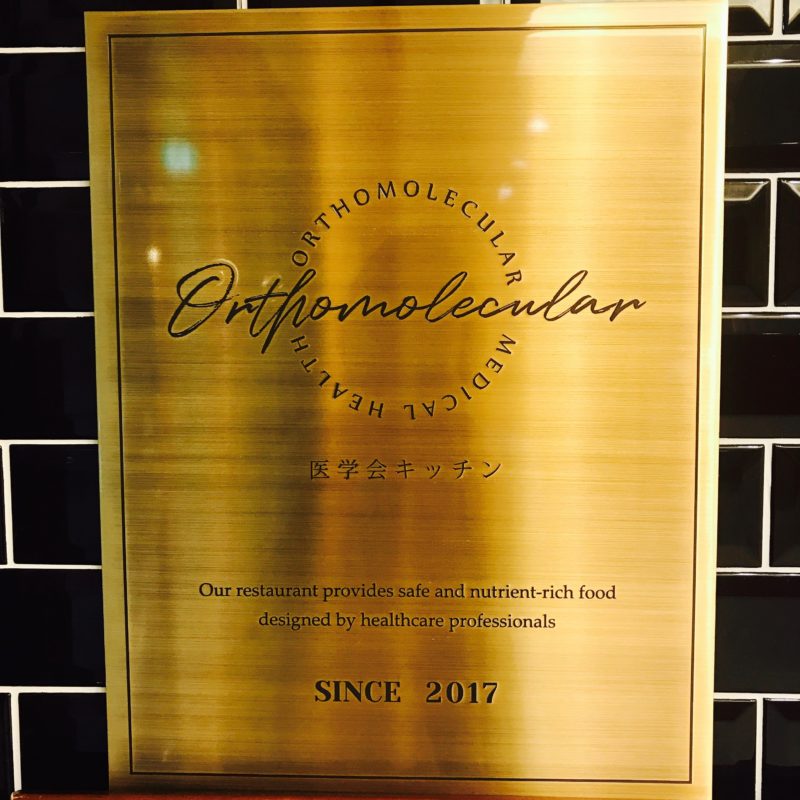 ORTHOMOLECULAR
Orthomolecular
MEDICAL HEALTH
医学会キッチン
Our restaurant provides safe and nutrient-rich food
designed by healthcare professionals
SINCE 2017